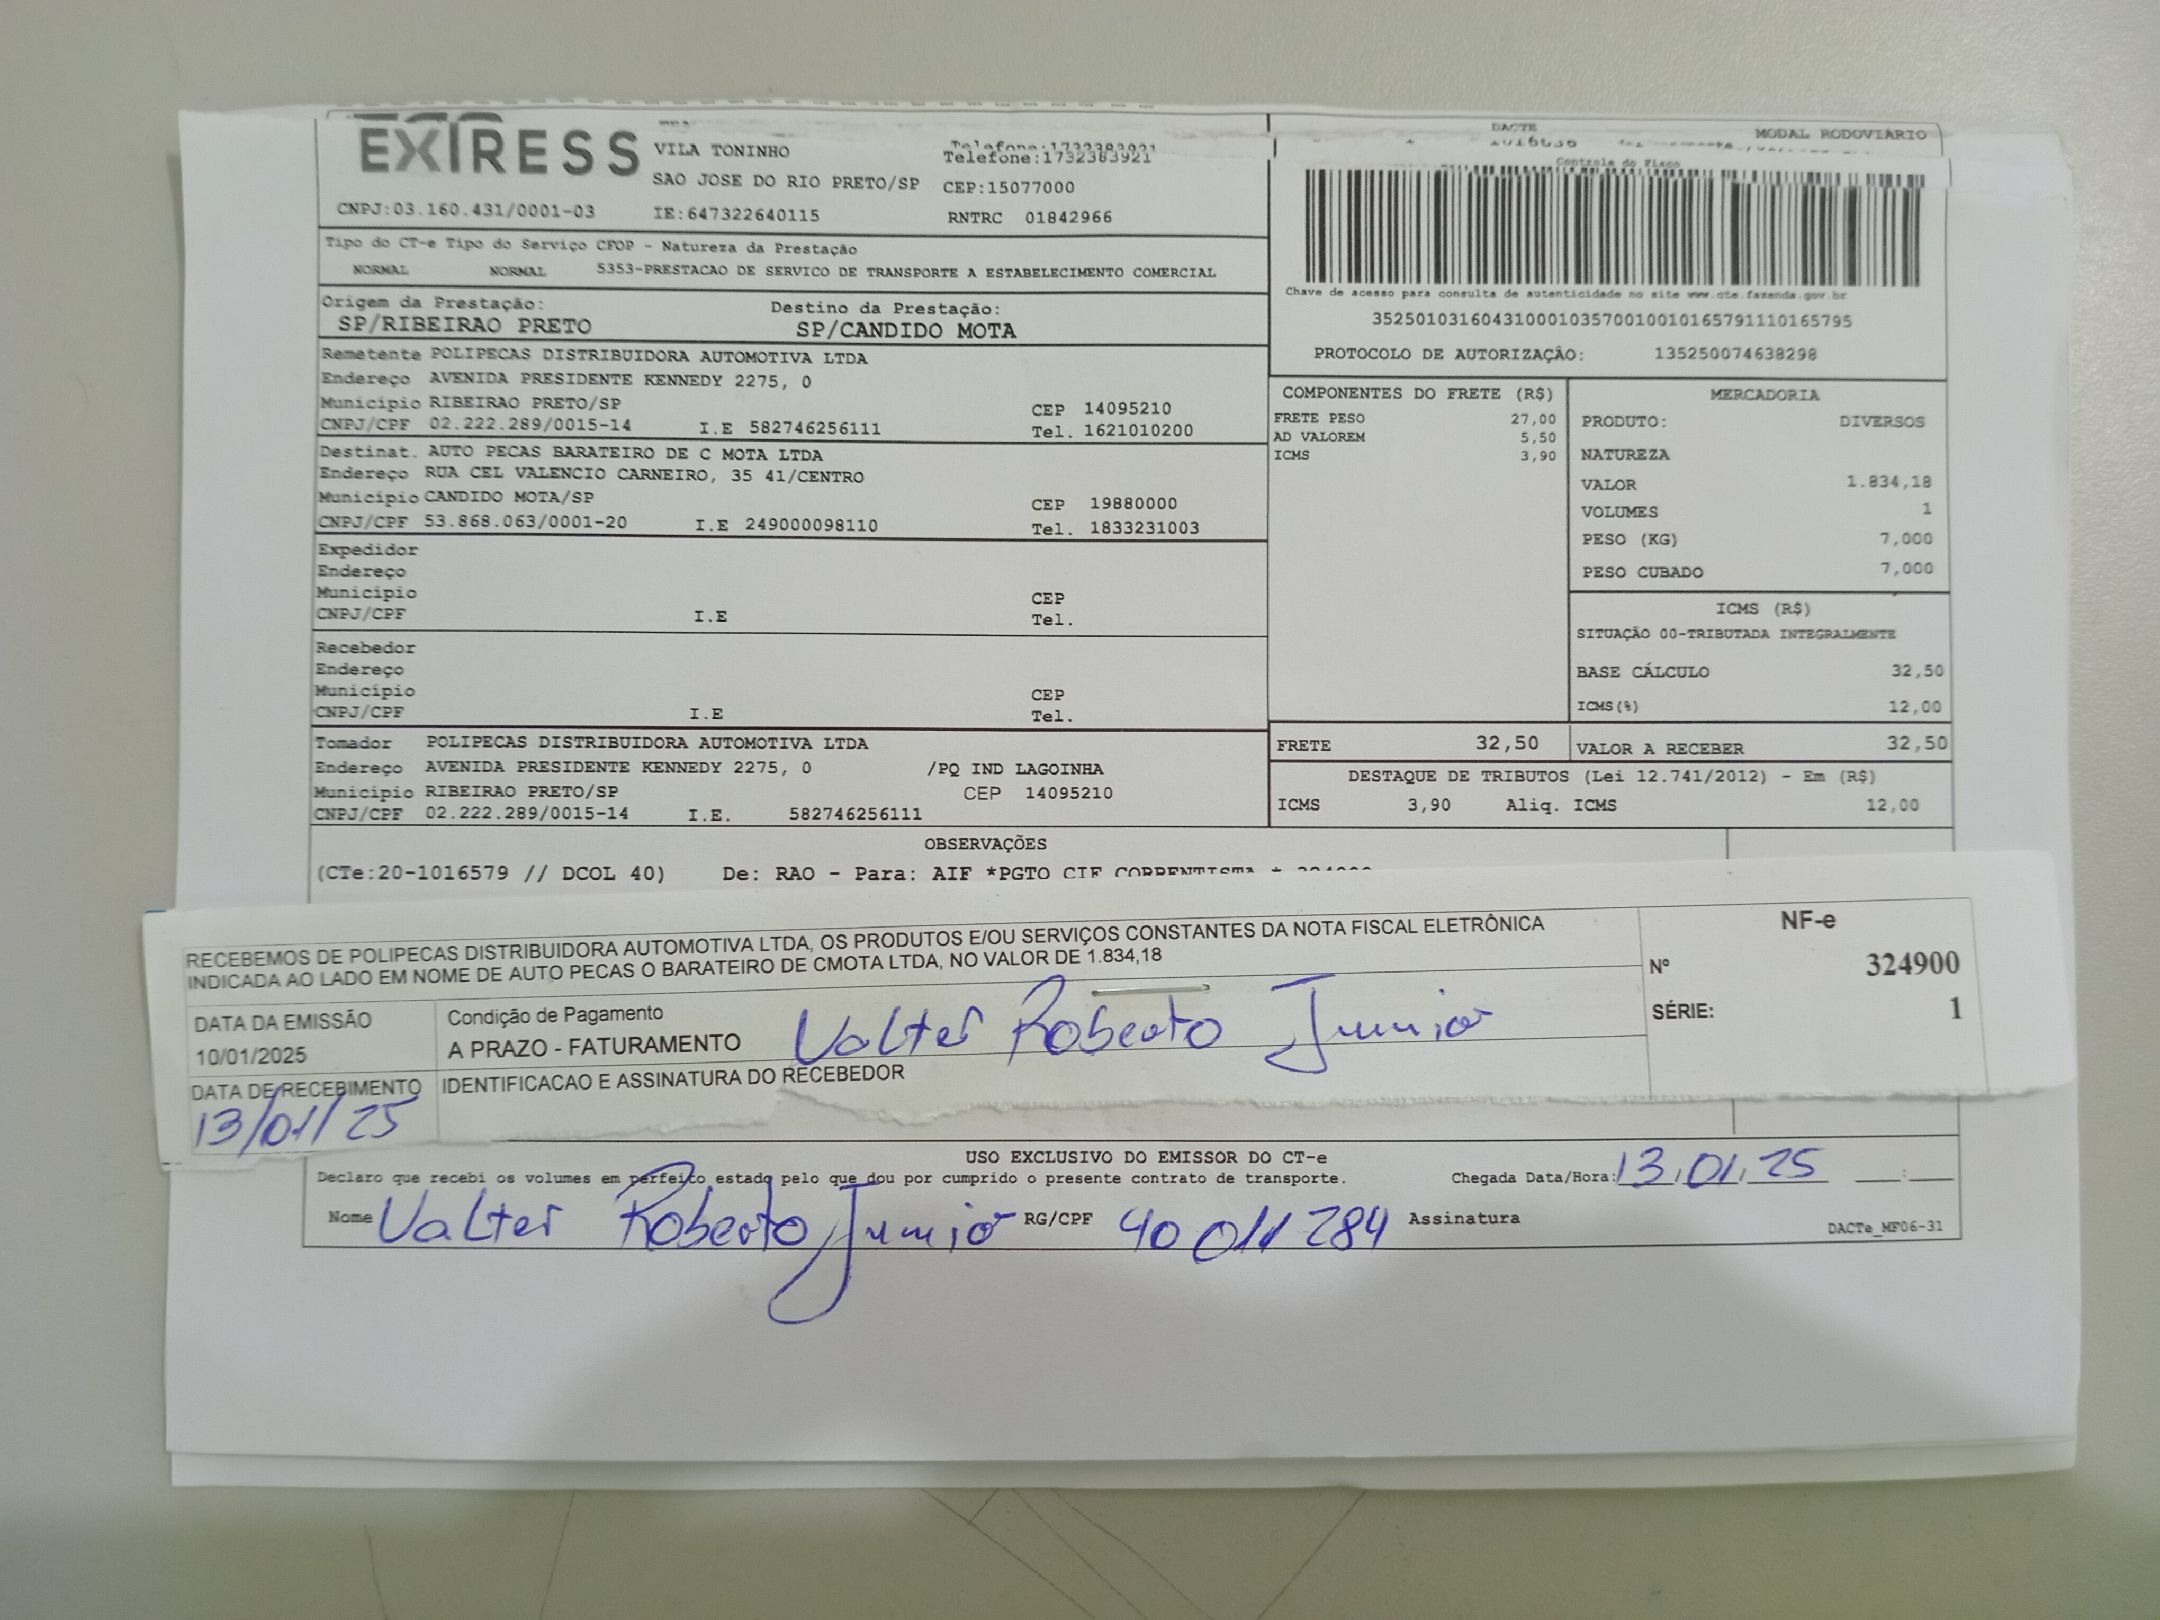 EXTRESS
VILA TONINHO
Telefone:1732383921
SAO JOSE DO RIO PRETO/SP CEP:15077000
CNPJ:03.160.431/0001-03 IE:647322640115 RNTRC 01842966
DACTE
MODAL RODOVIÁRIO
Controle do Fisco
Chave de acesso para consulta de autenticidade no site www.cte.fazenda.gov.br
35250103160431000103570010010165791110165795
PROTOCOLO DE AUTORIZAÇÃO: 135250074638298
Tipo do CT-e Tipo do Serviço CFOP - Natureza da Prestação
NORMAL NORMAL 5353-PRESTACAO DE SERVICO DE TRANSPORTE A ESTABELECIMENTO COMERCIAL
Origem da Prestação: Destino da Prestação:
SP/RIBEIRAO PRETO SP/CANDIDO MOTA
Remetente POLIPECAS DISTRIBUIDORA AUTOMOTIVA LTDA
Endereço AVENIDA PRESIDENTE KENNEDY 2275, 0
Município RIBEIRAO PRETO/SP CEP 14095210
CNPJ/CPF 02.222.289/0015-14 I.E 582746256111 Tel. 1621010200
Destinat. AUTO PECAS BARATEIRO DE C MOTA LTDA
Endereço RUA CEL VALENCIO CARNEIRO, 35 41/CENTRO
Município CANDIDO MOTA/SP CEP 19880000
CNPJ/CPF 53.868.063/0001-20 I.E 249000098110 Tel. 1833231003
Expedidor
Endereço
Município CEP
CNPJ/CPF I.E Tel.
Recebedor
Endereço
Município CEP
CNPJ/CPF I.E Tel.
Tomador POLIPECAS DISTRIBUIDORA AUTOMOTIVA LTDA
Endereço AVENIDA PRESIDENTE KENNEDY 2275, 0 /PQ IND LAGOINHA
Município RIBEIRAO PRETO/SP CEP 14095210
CNPJ/CPF 02.222.289/0015-14 I.E. 582746256111
COMPONENTES DO FRETE (R$)
FRETE PESO 27,00
AD VALOREM 5,50
ICMS 3,90
MERCADORIA
PRODUTO: DIVERSOS
NATUREZA
VALOR 1.834,18
VOLUMES 1
PESO (KG) 7,000
PESO CUBADO 7,000
ICMS (R$)
SITUAÇÃO 00-TRIBUTADA INTEGRALMENTE
BASE CÁLCULO 32,50
ICMS(%) 12,00
FRETE 32,50 VALOR A RECEBER 32,50
DESTAQUE DE TRIBUTOS (Lei 12.741/2012) - Em (R$)
ICMS 3,90 Aliq. ICMS 12,00
OBSERVAÇÕES
(CTe:20-1016579 // DCOL 40) De: RAO - Para: AIF *PGTO CIF CORRENTISTA *
RECEBEMOS DE POLIPECAS DISTRIBUIDORA AUTOMOTIVA LTDA, OS PRODUTOS E/OU SERVIÇOS CONSTANTES DA NOTA FISCAL ELETRÔNICA
INDICADA AO LADO EM NOME DE AUTO PECAS O BARATEIRO DE CMOTA LTDA, NO VALOR DE 1.834,18
NF-e
Nº 324900
SÉRIE: 1
DATA DA EMISSÃO
10/01/2025
Condição de Pagamento
A PRAZO - FATURAMENTO
Valter Roberto Junior
DATA DE RECEBIMENTO
13/01/25
IDENTIFICACAO E ASSINATURA DO RECEBEDOR
USO EXCLUSIVO DO EMISSOR DO CT-e
Declaro que recebi os volumes em perfeito estado pelo que dou por cumprido o presente contrato de transporte. Chegada Data/Hora: 13/01/25 :
Nome Valter Roberto Junior RG/CPF 40 011 284 Assinatura
DACTe_MF06-31